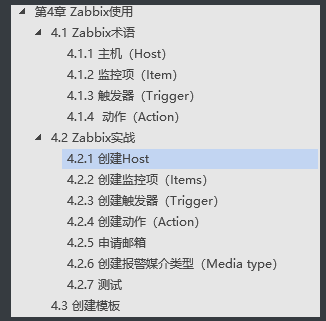 第4章 Zabbix使用
4.1 Zabbix术语
4.1.1 主机（Host）
4.1.2 监控项（Item）
4.1.3 触发器（Trigger）
4.1.4 动作（Action）
4.2 Zabbix实战
4.2.1 创建Host
4.2.2 创建监控项（Items）
4.2.3 创建触发器（Trigger）
4.2.4 创建动作（Action）
4.2.5 申请邮箱
4.2.6 创建报警媒介类型（Media type）
4.2.7 测试
4.3 创建模板